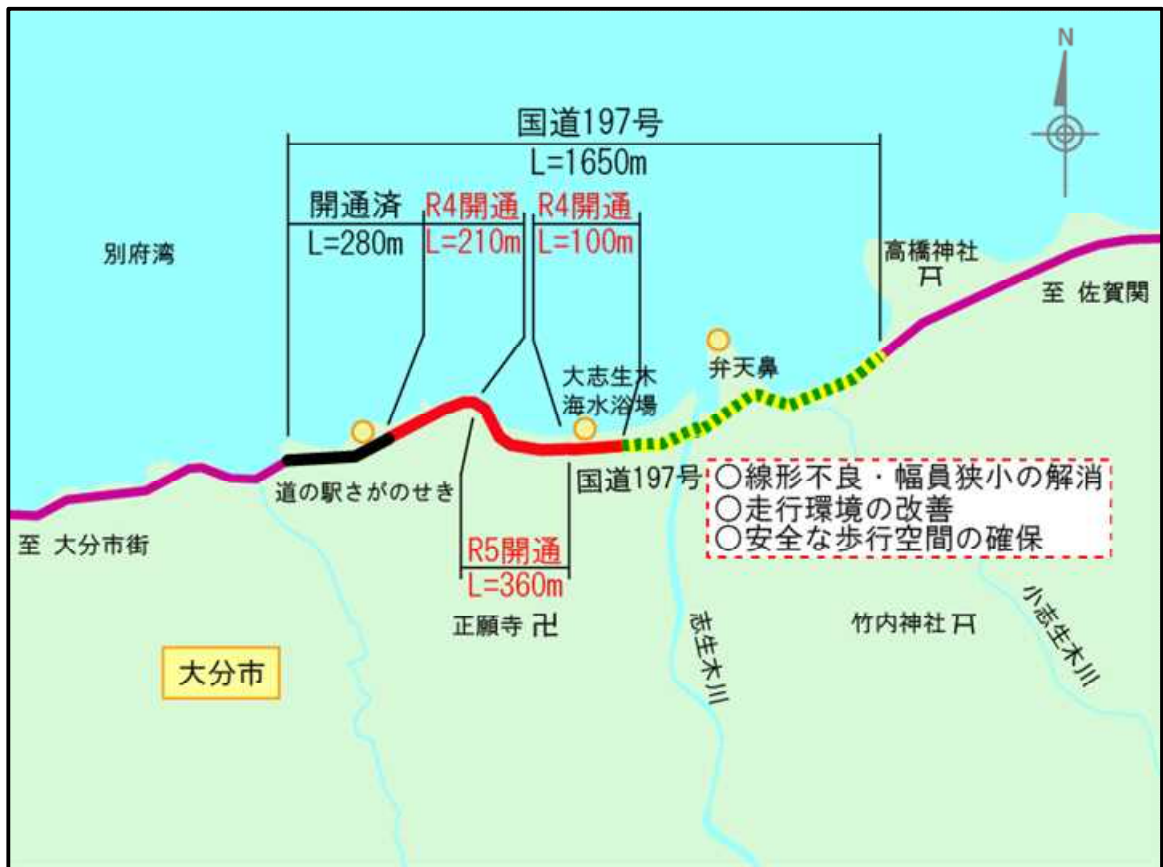 N
国道197号
L=1650m
開通済
L=280m
R4開通
L=210m
R4開通
L=100m
別府湾
高橋神社
至 佐賀関
大志生木
海水浴場
弁天鼻
道の駅さがのせき
国道197号
至 大分市街
○線形不良・幅員狭小の解消
○走行環境の改善
○安全な歩行空間の確保
R5開通
L=360m
正願寺 卍
志生木川
竹内神社
小志生木川
大分市